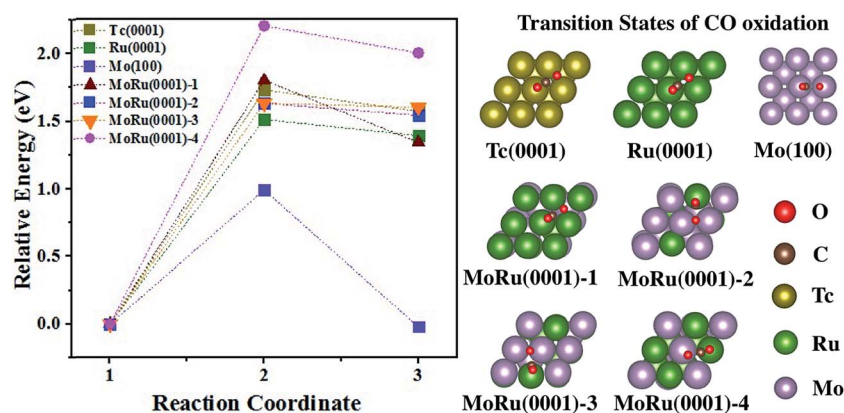 Relative Energy (eV)
2.0
1.5
1.0
0.5
0.0
Tc(0001)
Ru(0001)
Mo(100)
MoRu(0001)-1
MoRu(0001)-2
MoRu(0001)-3
MoRu(0001)-4
1
2
3
Reaction Coordinate
Transition States of CO oxidation
Tc(0001)
Ru(0001)
Mo(100)
MoRu(0001)-1
MoRu(0001)-2
MoRu(0001)-3
MoRu(0001)-4
O
C
Tc
Ru
Mo